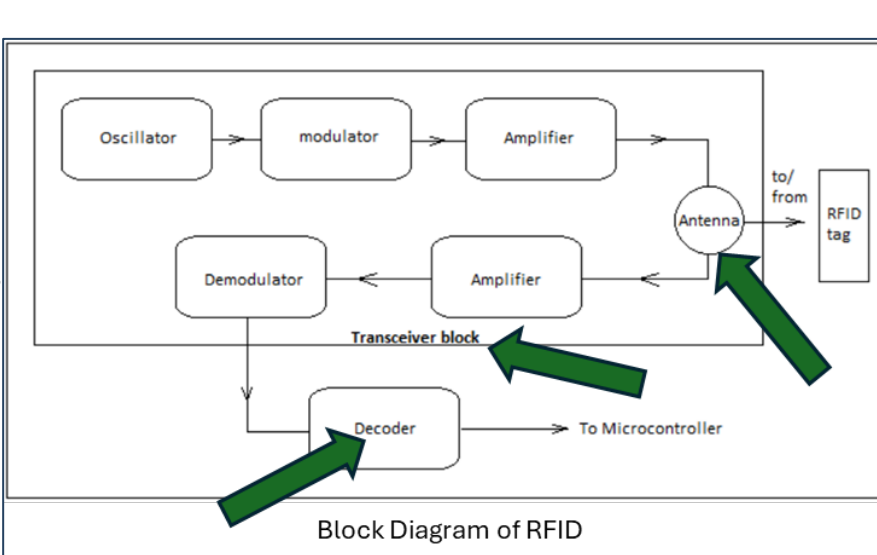 Oscillator
modulator
Amplifier
to/
from
Antenna
RFID
tag
Demodulator
Amplifier
Transceiver block
Decoder
To Microcontroller
Block Diagram of RFID